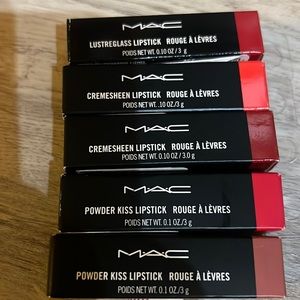 MAC
LUSTREGLASS LIPSTICK ROUGE À LÈVRES
POIDS NET WT. 0.10 OZ / 3 g
MAC
CREMESHEEN LIPSTICK ROUGE À LÈVRES
POIDS NET WT. .10 OZ./3 g
MAC
CREMESHEEN LIPSTICK ROUGE À LÈVRES
POIDS NET WT. 0.10 OZ / 3.0 g
MAC
POWDER KISS LIPSTICK ROUGE À LÈVRES
POIDS NET WT. 0.1 OZ/3 g
MAC
POWDER KISS LIPSTICK ROUGE À LÈVRES
POIDS NET WT. 0.1 OZ/3 g